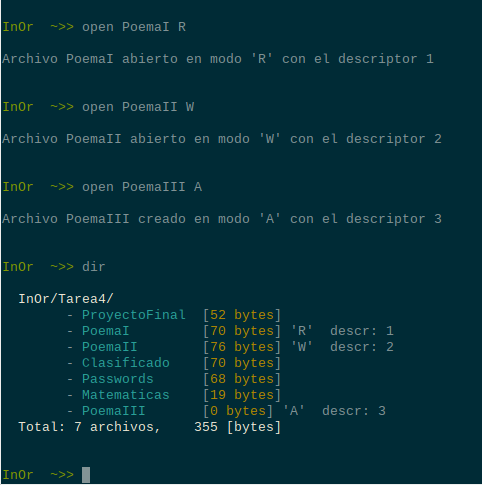 InOr  ~>> open PoemaI R
Archivo PoemaI abierto en modo 'R' con el descriptor 1
InOr  ~>> open PoemaII W
Archivo PoemaII abierto en modo 'W' con el descriptor 2
InOr  ~>> open PoemaIII A
Archivo PoemaIII creado en modo 'A' con el descriptor 3
InOr  ~>> dir
InOr/Tarea4/
- ProyectoFinal  [52 bytes]
- PoemaI         [70 bytes] 'R'  descr: 1
- PoemaII        [76 bytes] 'W'  descr: 2
- Clasificado    [70 bytes]
- Passwords      [68 bytes]
- Matematicas    [19 bytes]
- PoemaIII       [0 bytes] 'A'  descr: 3
Total: 7 archivos,    355 [bytes]
InOr  ~>>